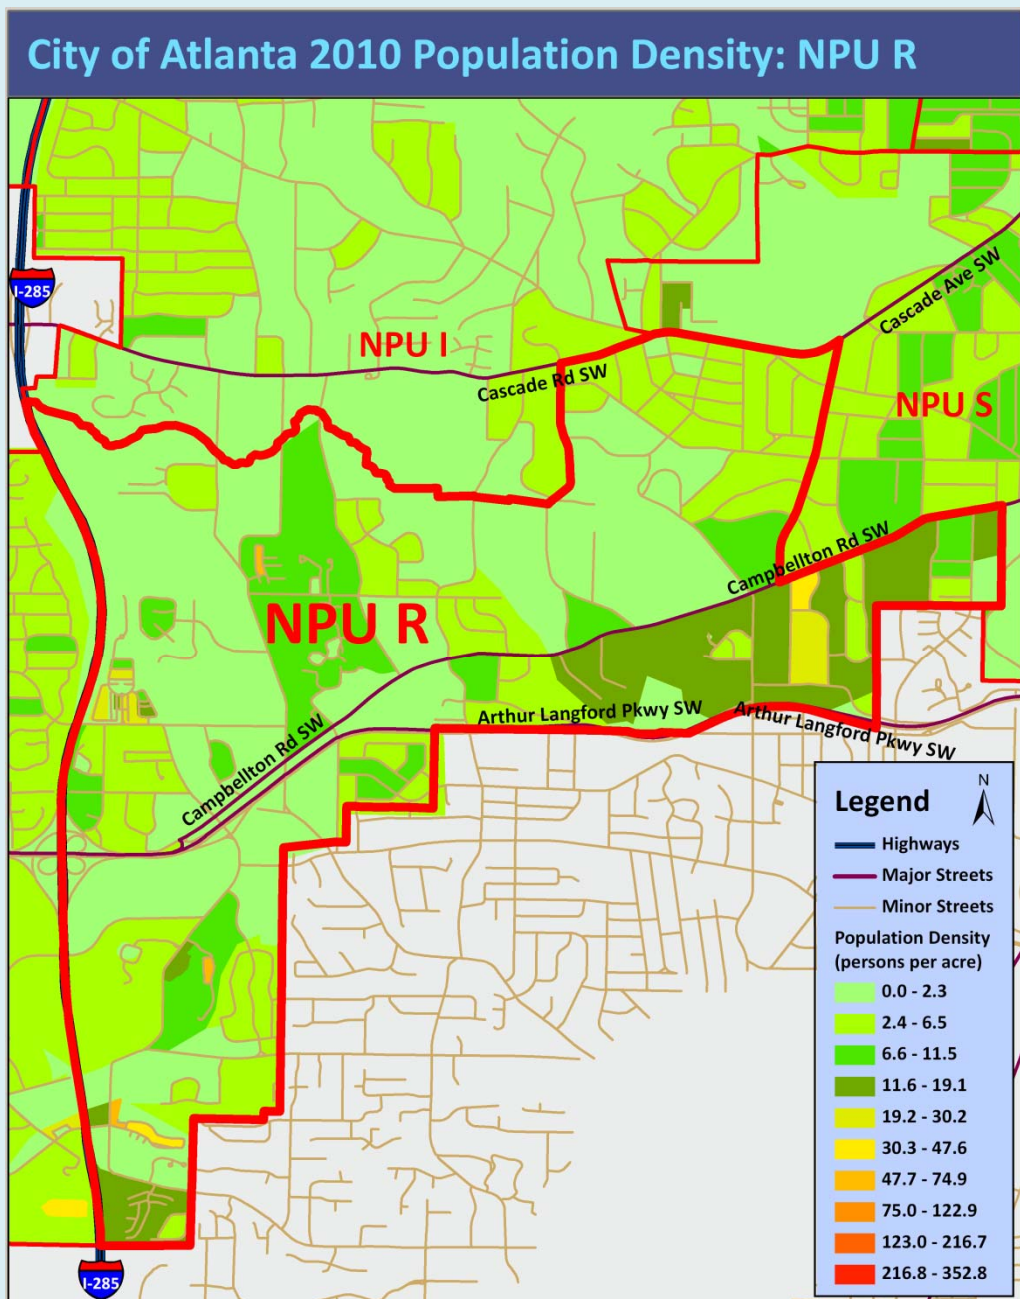 City of Atlanta 2010 Population Density: NPU R
I-285
Cascade Ave SW
NPU I
Cascade Rd SW
NPU S
Campbellton Rd SW
NPU R
Arthur Langford Pkwy SW
Arthur Langford Pkwy SW
Campbellton Rd SW
N
Legend
Highways
Major Streets
Minor Streets
Population Density
(persons per acre)
0.0 - 2.3
2.4 - 6.5
6.6 - 11.5
11.6 - 19.1
19.2 - 30.2
30.3 - 47.6
47.7 - 74.9
75.0 - 122.9
123.0 - 216.7
216.8 - 352.8
I-285